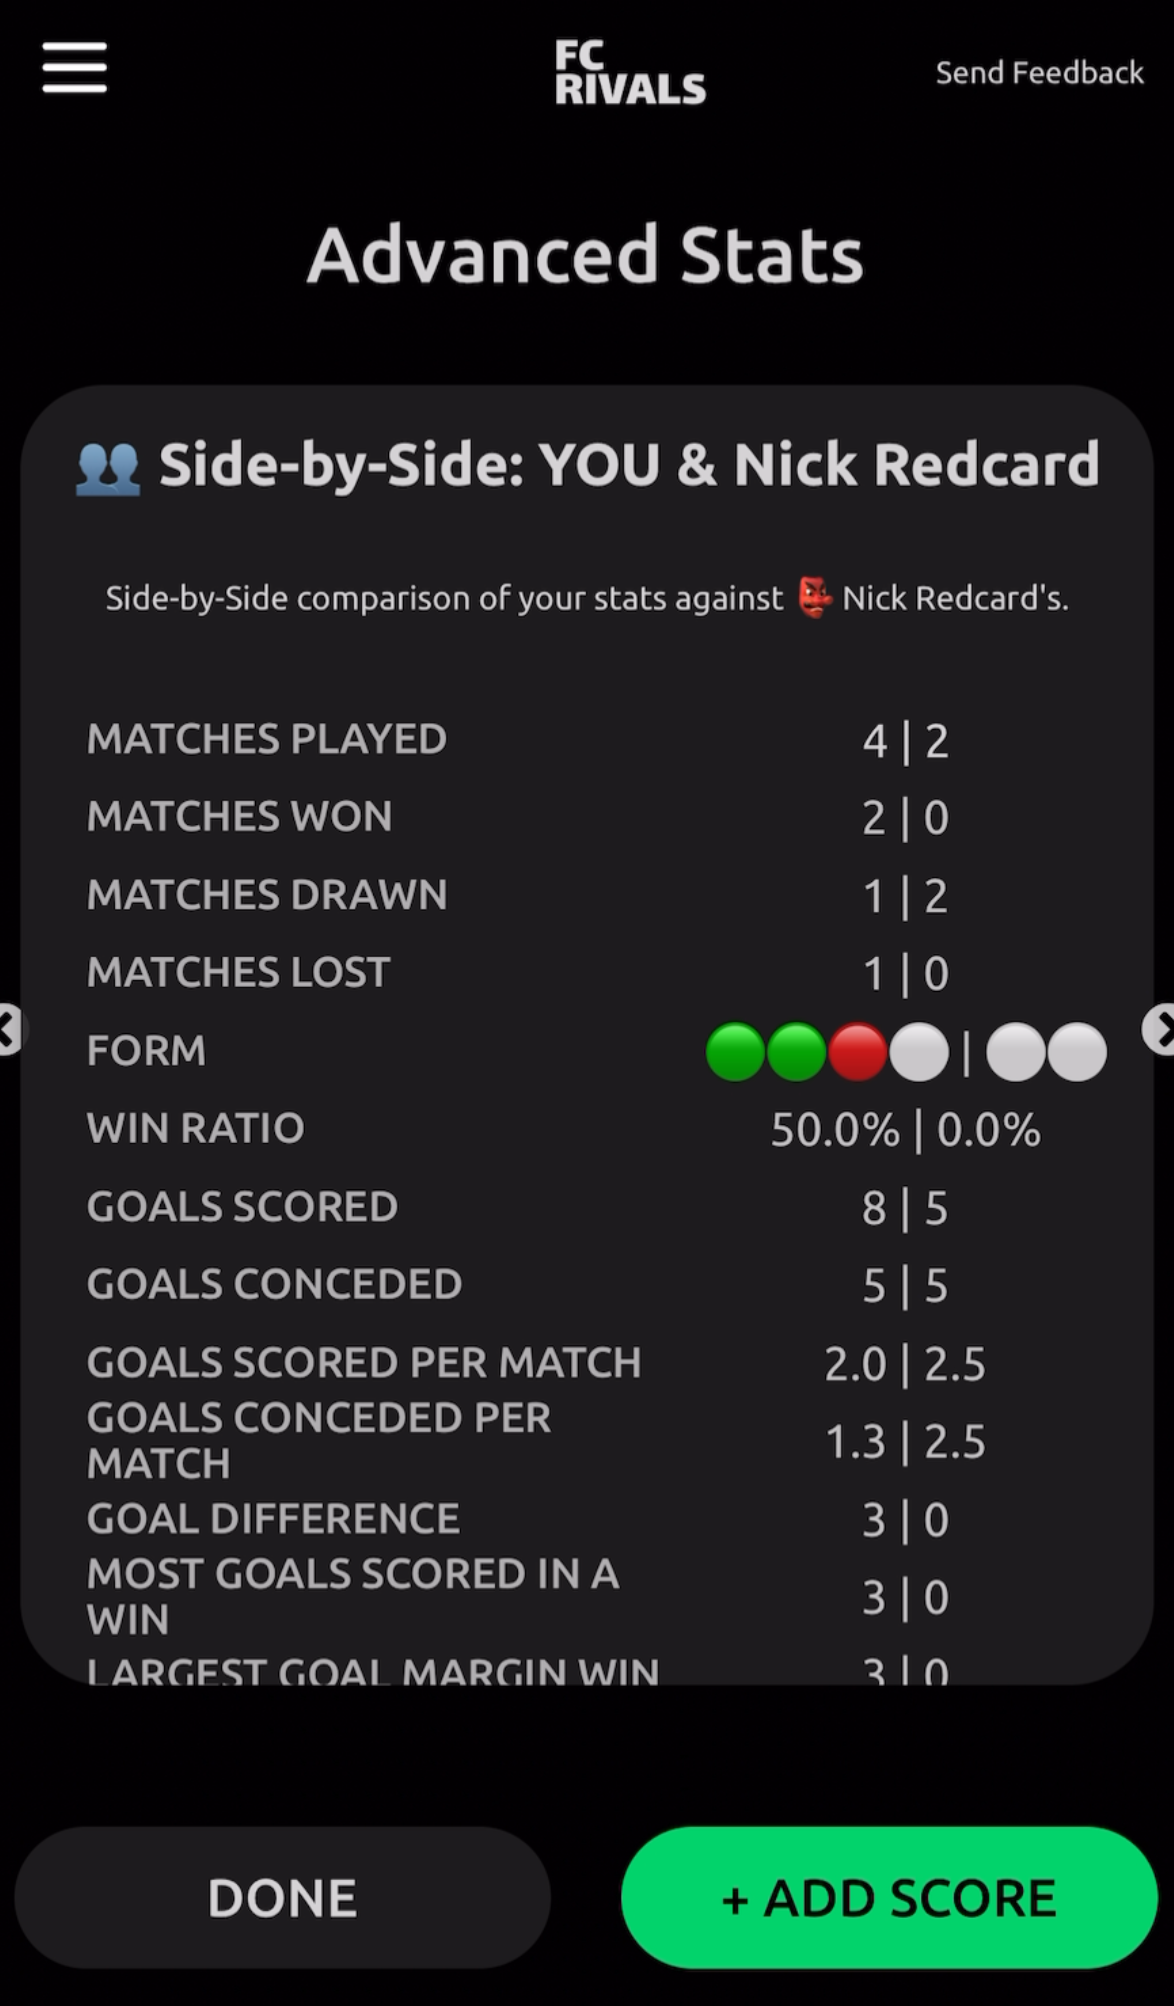 FC
RIVALS
Send Feedback
Advanced Stats
👥 Side-by-Side: YOU & Nick Redcard
Side-by-Side comparison of your stats against 👺 Nick Redcard's.
MATCHES PLAYED 4 | 2
MATCHES WON 2 | 0
MATCHES DRAWN 1 | 2
MATCHES LOST 1 | 0
FORM 🟢🟢🔴⚪ | ⚪⚪
WIN RATIO 50.0% | 0.0%
GOALS SCORED 8 | 5
GOALS CONCEDED 5 | 5
GOALS SCORED PER MATCH 2.0 | 2.5
GOALS CONCEDED PER
MATCH 1.3 | 2.5
GOAL DIFFERENCE 3 | 0
MOST GOALS SCORED IN A
WIN 3 | 0
LARGEST GOAL MARGIN WIN 3 | 0
DONE
+ ADD SCORE